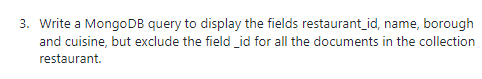 3. Write a MongoDB query to display the fields restaurant_id, name, borough
and cuisine, but exclude the field _id for all the documents in the collection
restaurant.